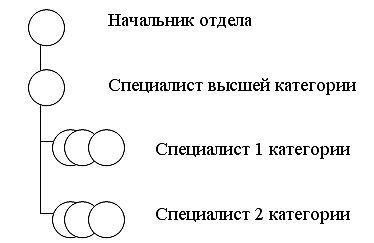 Начальник отдела
Специалист высшей категории
Специалист 1 категории
Специалист 2 категории